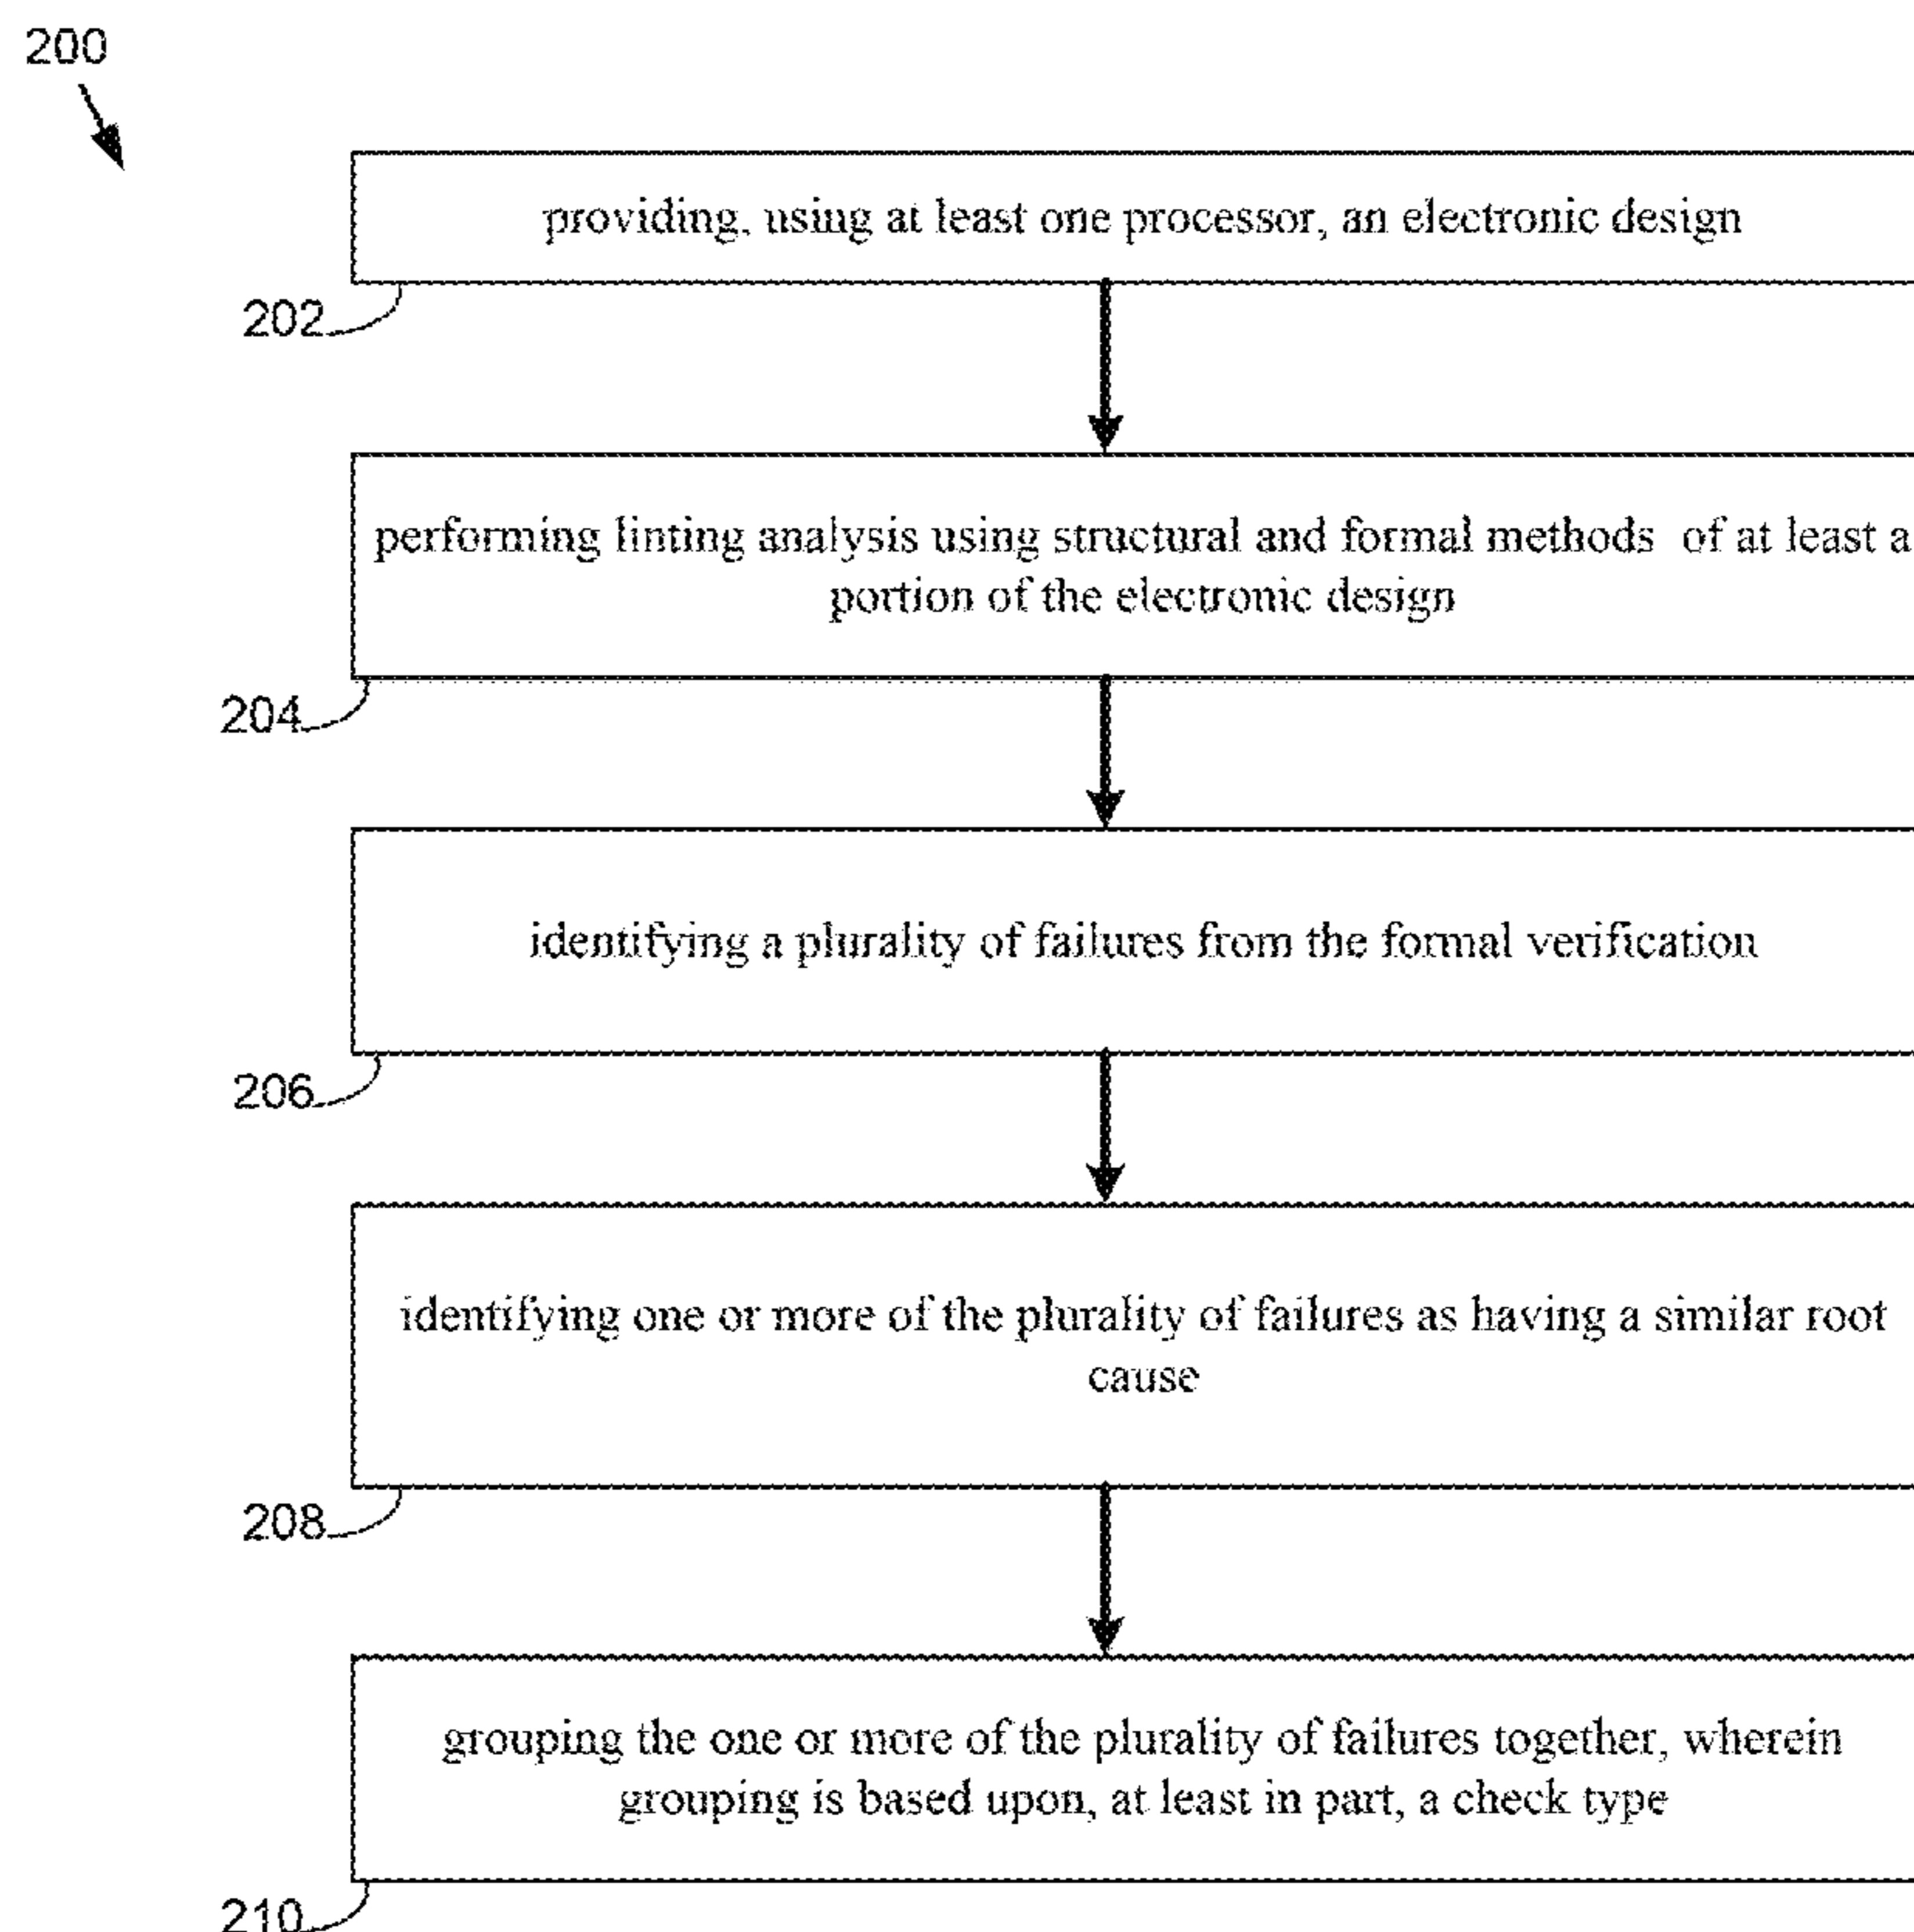 200
providing, using at least one processor, an electronic design
202
performing linting analysis using structural and formal methods of at least a
portion of the electronic design
204
identifying a plurality of failures from the formal verification
206
identifying one or more of the plurality of failures as having a similar root
cause
208
grouping the one or more of the plurality of failures together, wherein
grouping is based upon, at least in part, a check type
210